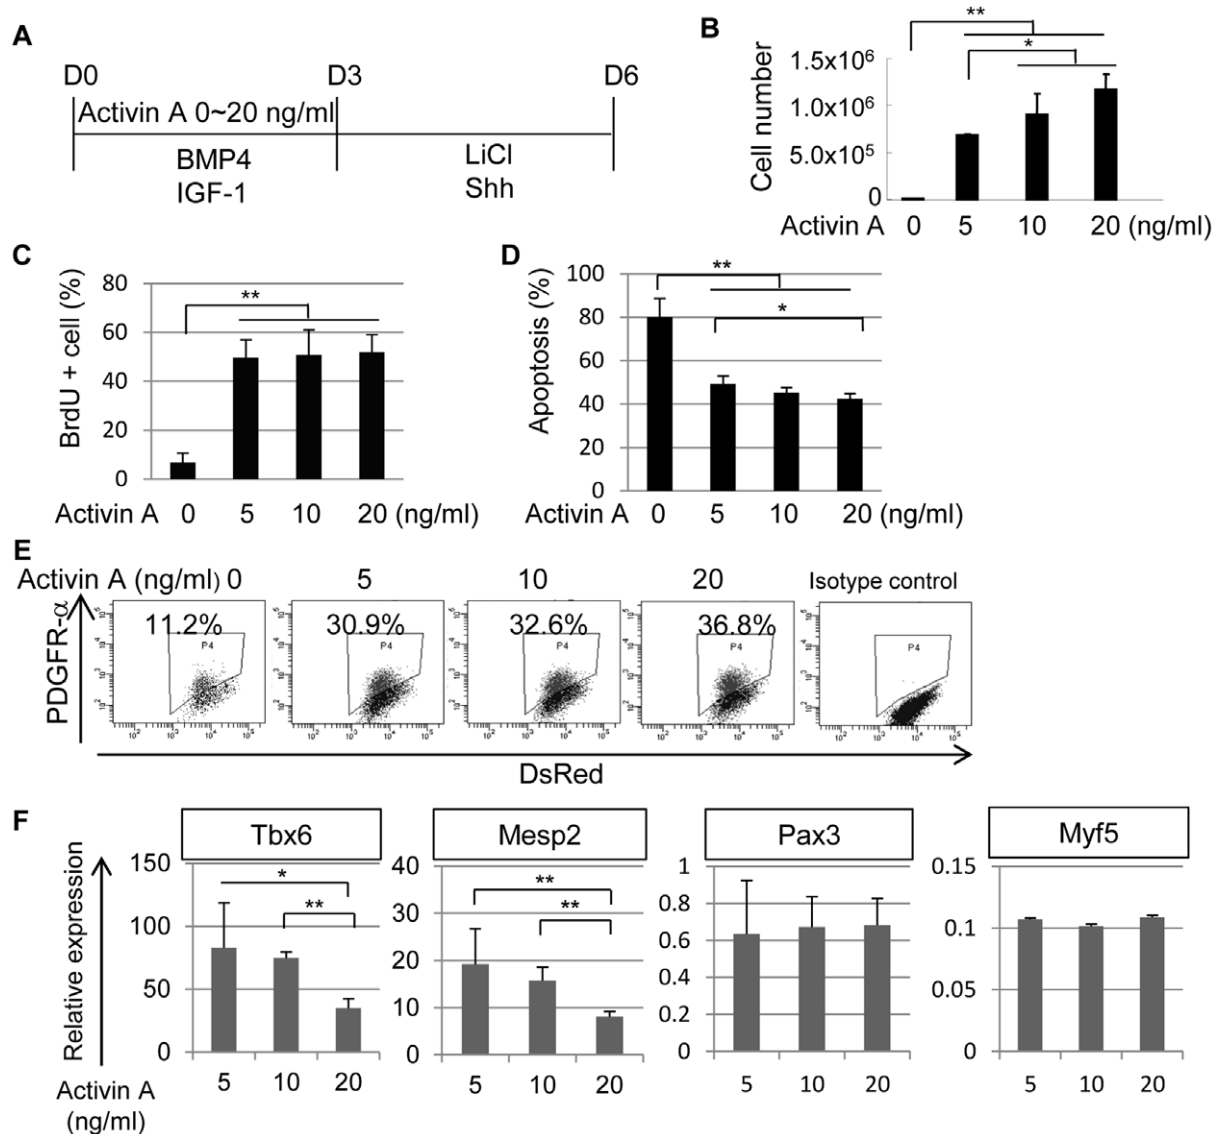 A
D0 D3 D6
Activin A 0~20 ng/ml
BMP4
IGF-1
LiCl
Shh
B
Cell number
**
*
1.5x10⁶
1.0x10⁶
5.0x10⁵
0
Activin A 0 5 10 20 (ng/ml)
C
BrdU + cell (%)
80
60
40
20
0
**
Activin A 0 5 10 20 (ng/ml)
D
Apoptosis (%)
100
80
60
40
20
0
**
*
Activin A 0 5 10 20 (ng/ml)
E
Activin A (ng/ml) 0 5 10 20 Isotype control
PDGFR-α
11.2% 30.9% 32.6% 36.8%
P4 P4 P4 P4 P4
10² 10³ 10⁴ 10⁵
DsRed
F
Relative expression
Tbx6
150
100
50
0
*
**
5 10 20
Mesp2
40
30
20
10
0
**
**
5 10 20
Pax3
1
0.8
0.6
0.4
0.2
0
5 10 20
Myf5
0.15
0.1
0.05
0
5 10 20
Activin A
(ng/ml)